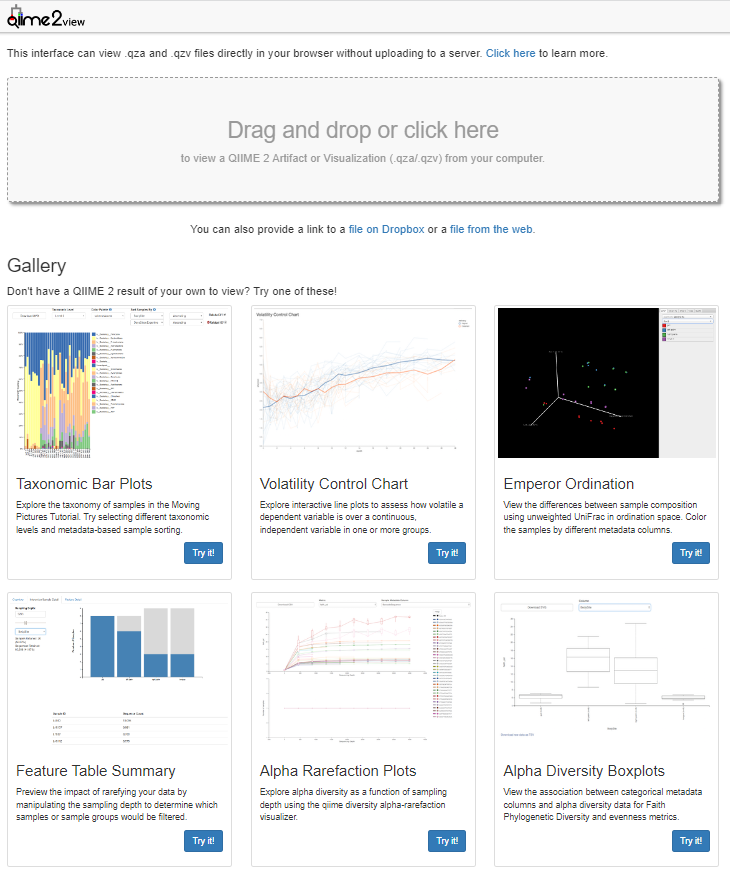 qiime2view
This interface can view .qza and .qzv files directly in your browser without uploading to a server. Click here to learn more.
Drag and drop or click here
to view a QIIME 2 Artifact or Visualization (.qza/.qzv) from your computer.
You can also provide a link to a file on Dropbox or a file from the web.
Gallery
Don't have a QIIME 2 result of your own to view? Try one of these!
Volatility Control Chart
Taxonomic Bar Plots
Explore the taxonomy of samples in the Moving
Pictures Tutorial. Try selecting different taxonomic
levels and metadata-based sample sorting.
Try it!
Volatility Control Chart
Explore interactive line plots to assess how volatile a
dependent variable is over a continuous,
independent variable in one or more groups.
Try it!
Emperor Ordination
View the differences between sample composition
using unweighted UniFrac in ordination space. Color
the samples by different metadata columns.
Try it!
Feature Table Summary
Preview the impact of rarefying your data by
manipulating the sampling depth to determine which
samples or sample groups would be filtered.
Try it!
Alpha Rarefaction Plots
Explore alpha diversity as a function of sampling
depth using the qiime diversity alpha-rarefaction
visualizer.
Try it!
Alpha Diversity Boxplots
View the association between categorical metadata
columns and alpha diversity data for Faith
Phylogenetic Diversity and evenness metrics.
Try it!